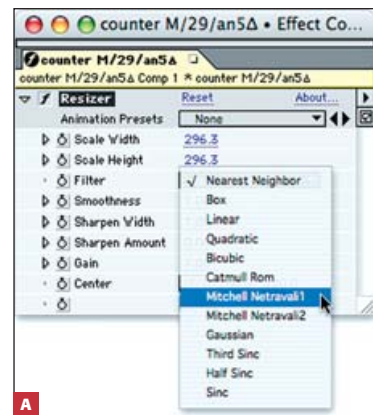 counter M/29/an5Δ • Effect Co...
counter M/29/an5Δ
counter M/29/an5Δ Comp 1 * counter M/29/an5Δ
Resizer Reset About...
Animation Presets None
Scale Width 296.3
Scale Height 296.3
Filter
Smoothness
Sharpen Width
Sharpen Amount
Gain
Center
✓ Nearest Neighbor
Box
Linear
Quadratic
Bicubic
Catmull Rom
Mitchell Netravali1
Mitchell Netravali2
Gaussian
Third Sinc
Half Sinc
Sinc
A